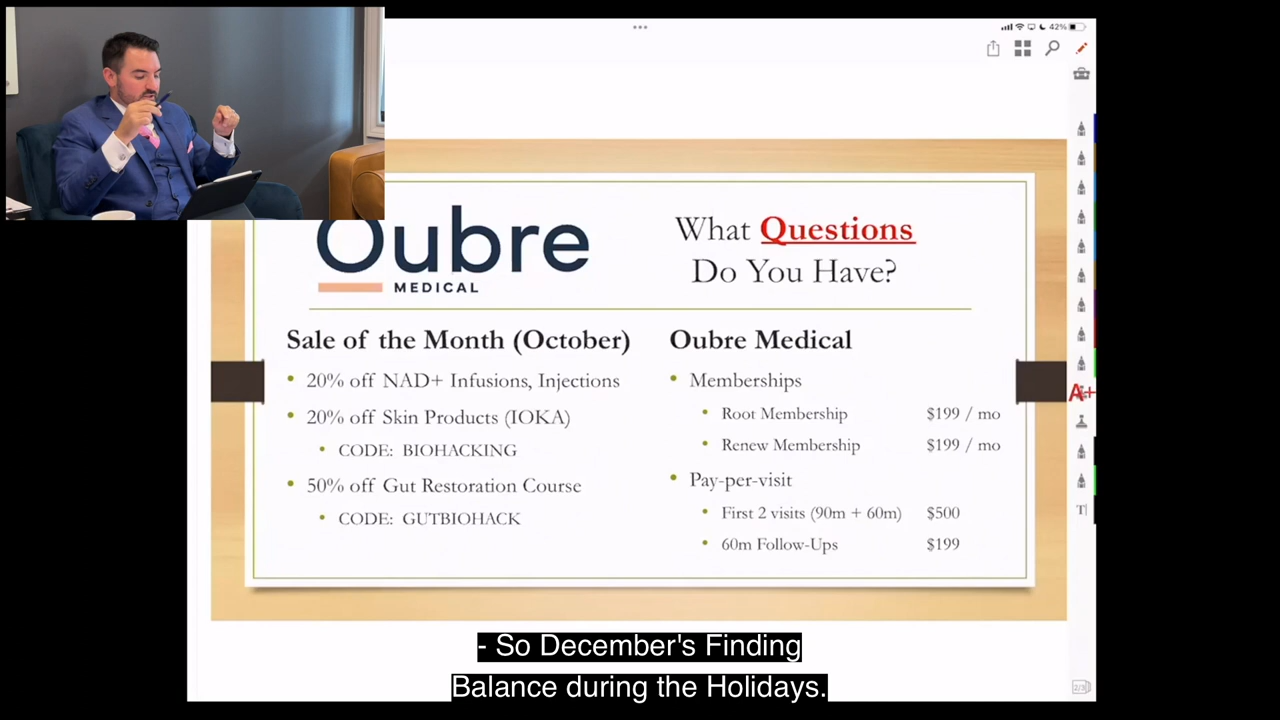 42%
Oubre
MEDICAL
What Questions
Do You Have?
Sale of the Month (October)
20% off NAD+ Infusions, Injections
20% off Skin Products (IOKA)
CODE: BIOHACKING
50% off Gut Restoration Course
CODE: GUTBIOHACK
Oubre Medical
Memberships
Root Membership $199 / mo
Renew Membership $199 / mo
Pay-per-visit
First 2 visits (90m + 60m) $500
60m Follow-Ups $199
A+
T
2/3
- So December's Finding
Balance during the Holidays.